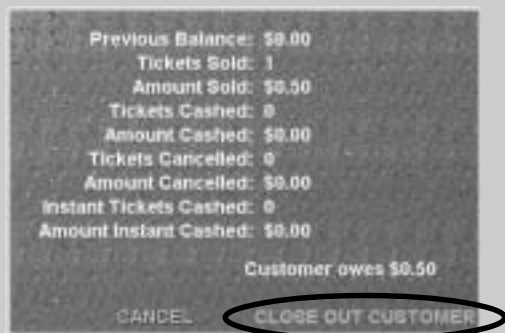 Previous Balance: $0.00
Tickets Sold: 1
Amount Sold: $0.50
Tickets Cashed: 0
Amount Cashed: $0.00
Tickets Cancelled: 0
Amount Cancelled: $0.00
Instant Tickets Cashed: 0
Amount Instant Cashed: $0.00
Customer owes $0.50
CANCEL CLOSE OUT CUSTOMER